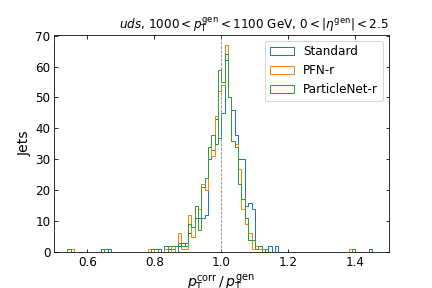 uds, 1000 < p_T^gen < 1100 GeV, 0 < |η^gen| < 2.5
70
60
50
40
30
20
10
0
Jets
Standard
PFN-r
ParticleNet-r
0.6 0.8 1.0 1.2 1.4
p_T^corr / p_T^gen